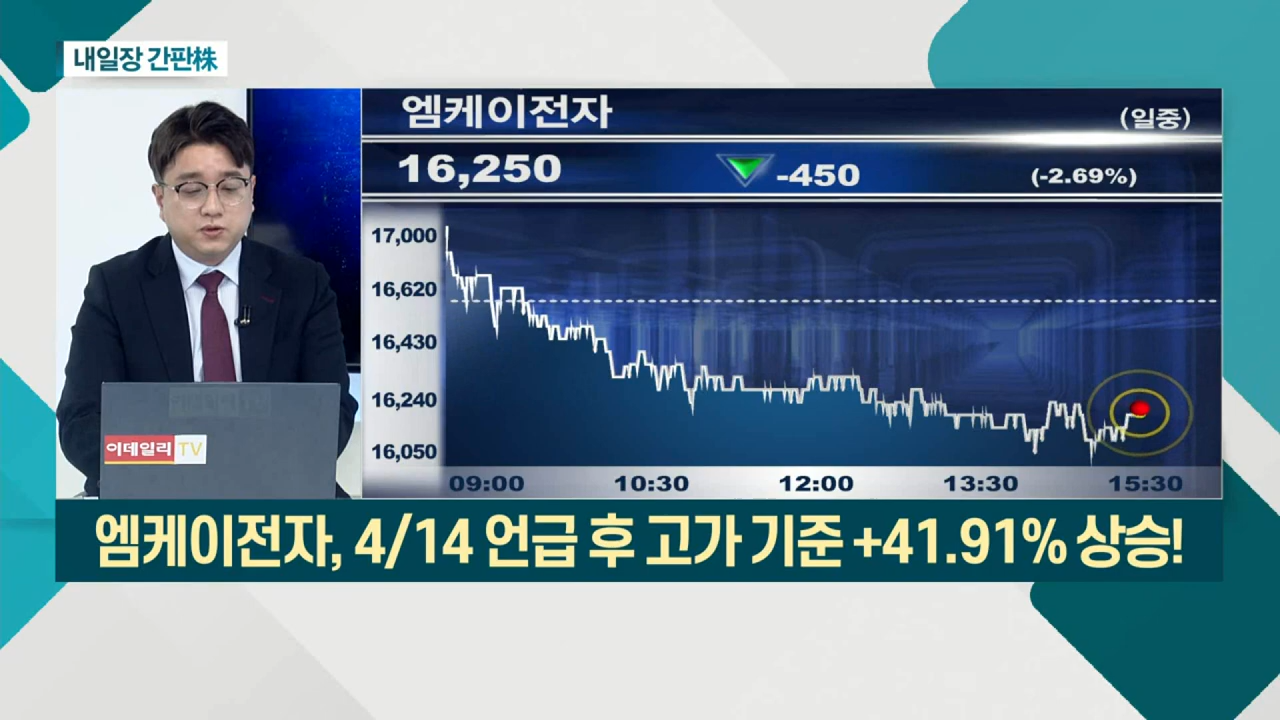 내일장 간판株
엠케이전자
(일중)
16,250
-450
(-2.69%)
17,000
16,620
16,430
16,240
16,050
09:00
10:30
12:00
13:30
15:30
이데일리 TV
엠케이전자, 4/14 언급 후 고가 기준 +41.91% 상승!